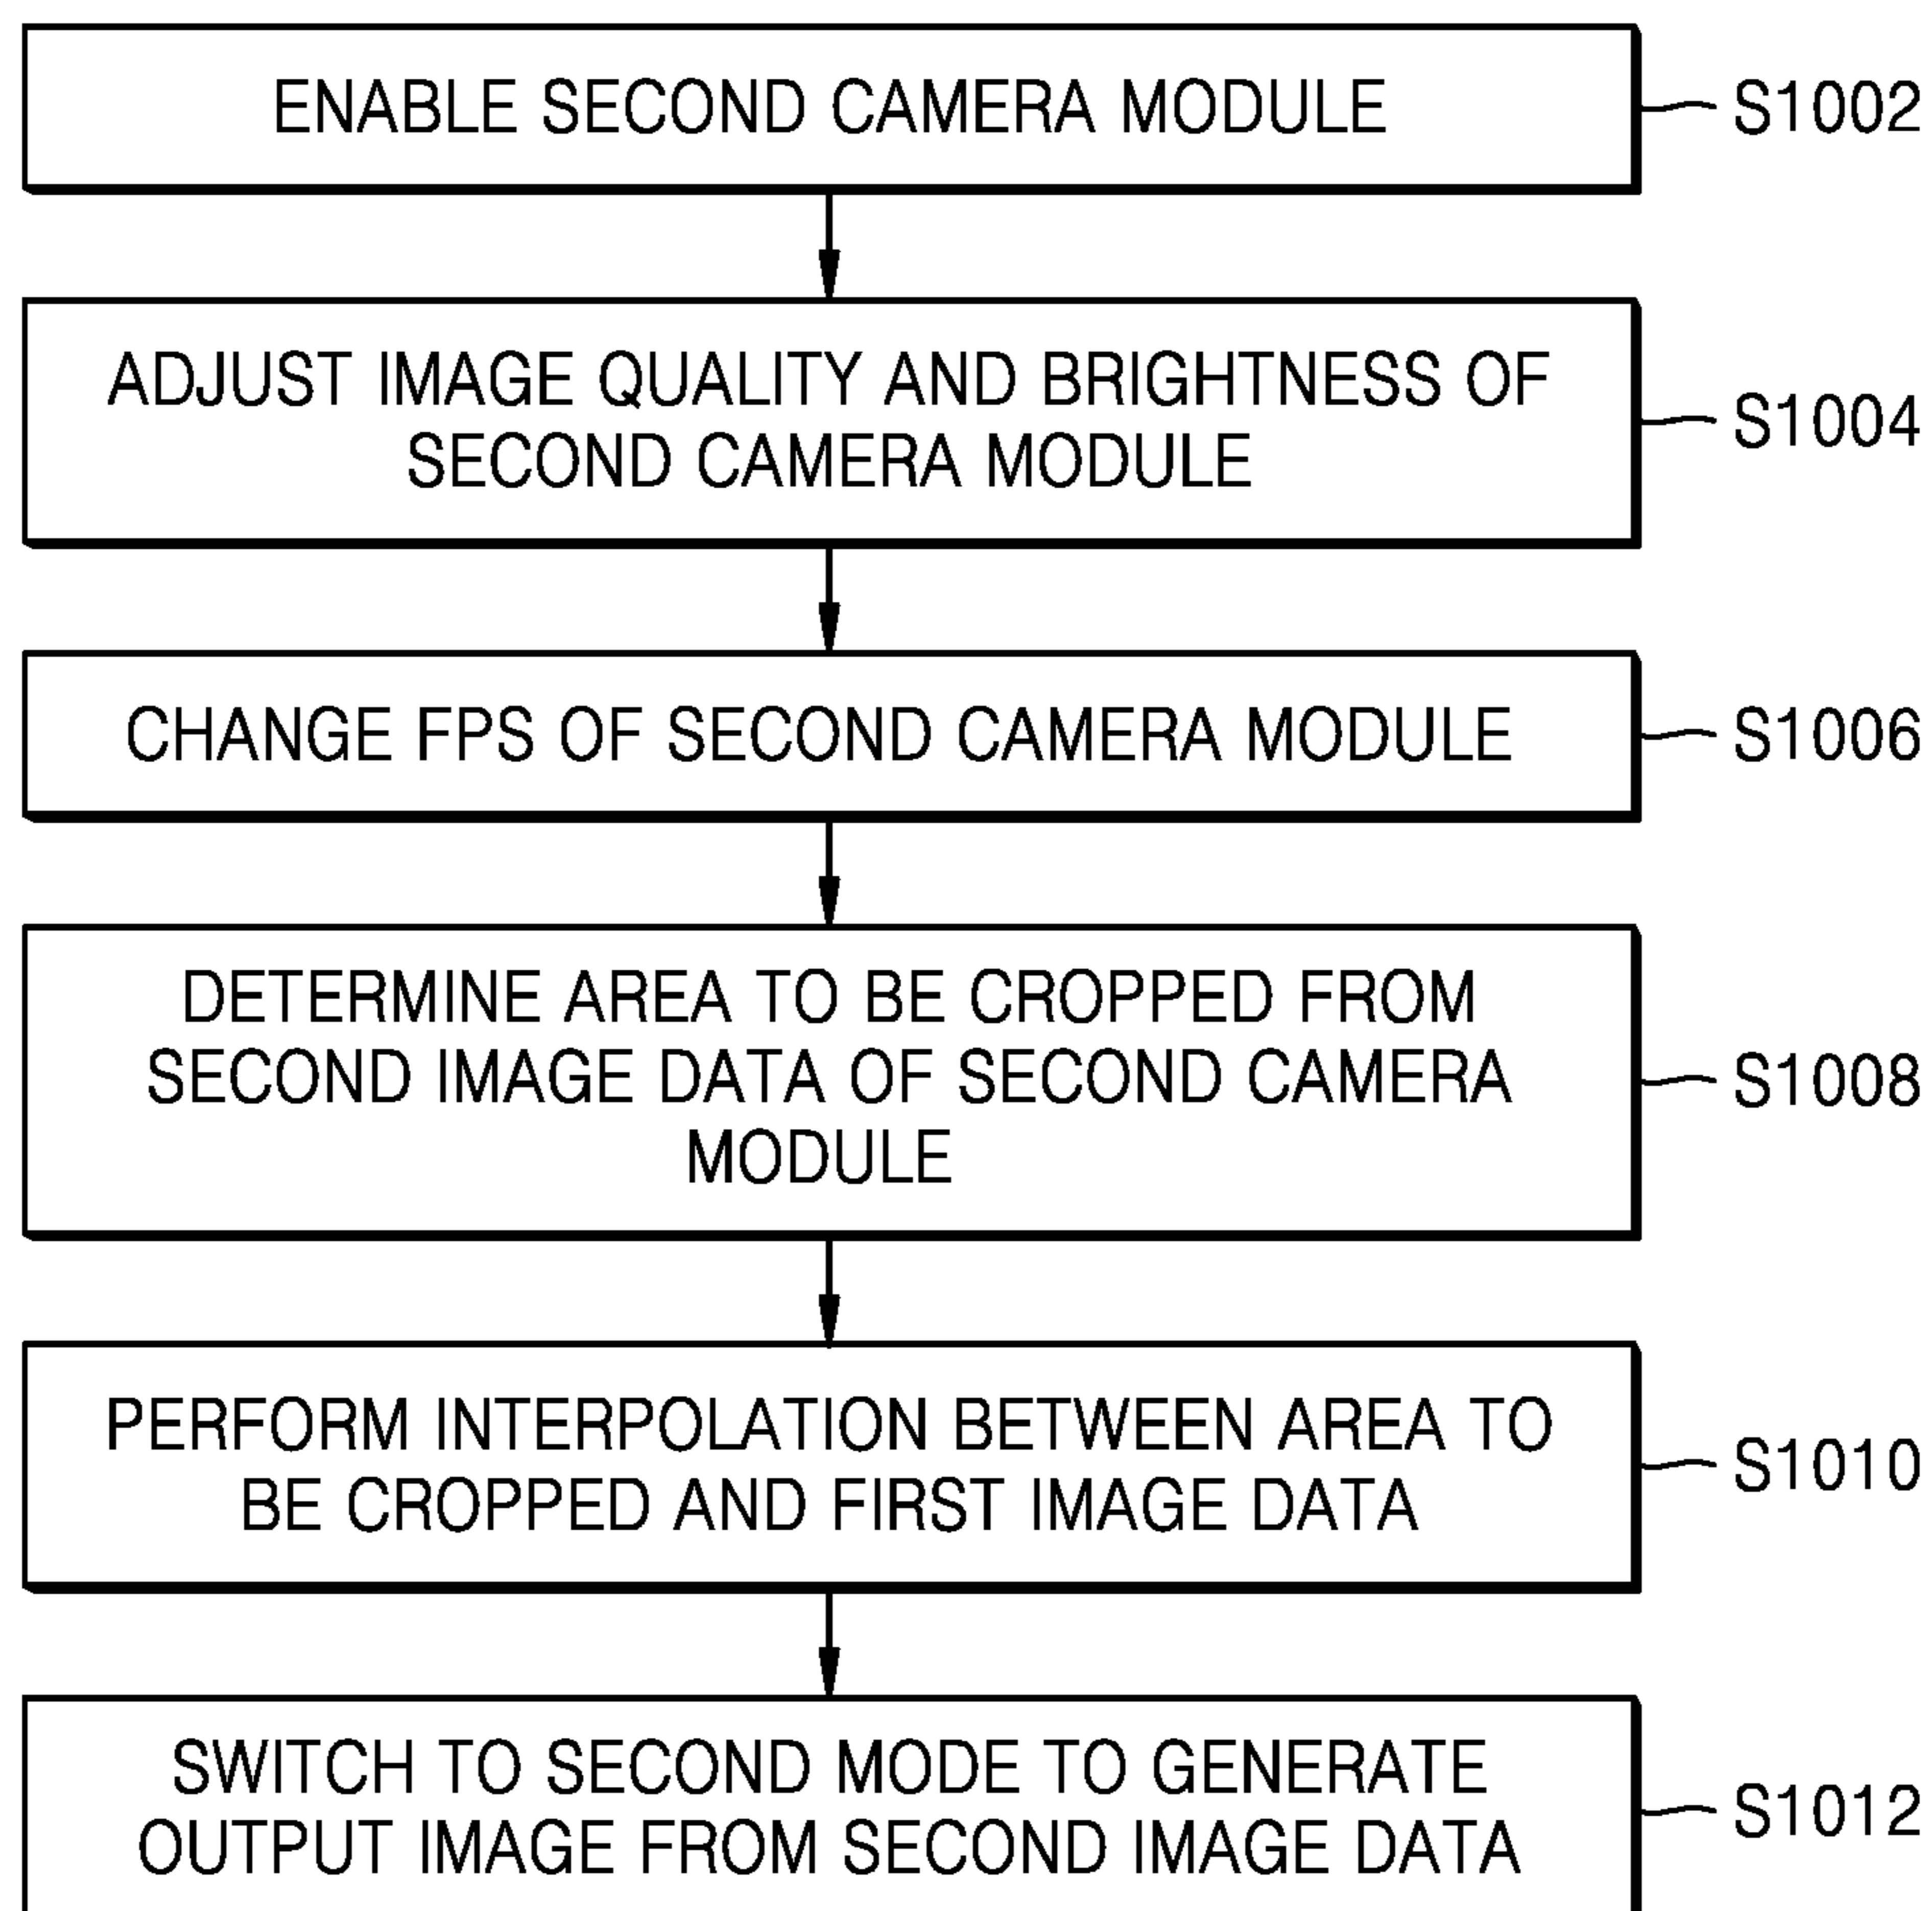 ENABLE SECOND CAMERA MODULE
S1002
ADJUST IMAGE QUALITY AND BRIGHTNESS OF
SECOND CAMERA MODULE
S1004
CHANGE FPS OF SECOND CAMERA MODULE
S1006
DETERMINE AREA TO BE CROPPED FROM
SECOND IMAGE DATA OF SECOND CAMERA
MODULE
S1008
PERFORM INTERPOLATION BETWEEN AREA TO
BE CROPPED AND FIRST IMAGE DATA
S1010
SWITCH TO SECOND MODE TO GENERATE
OUTPUT IMAGE FROM SECOND IMAGE DATA
S1012